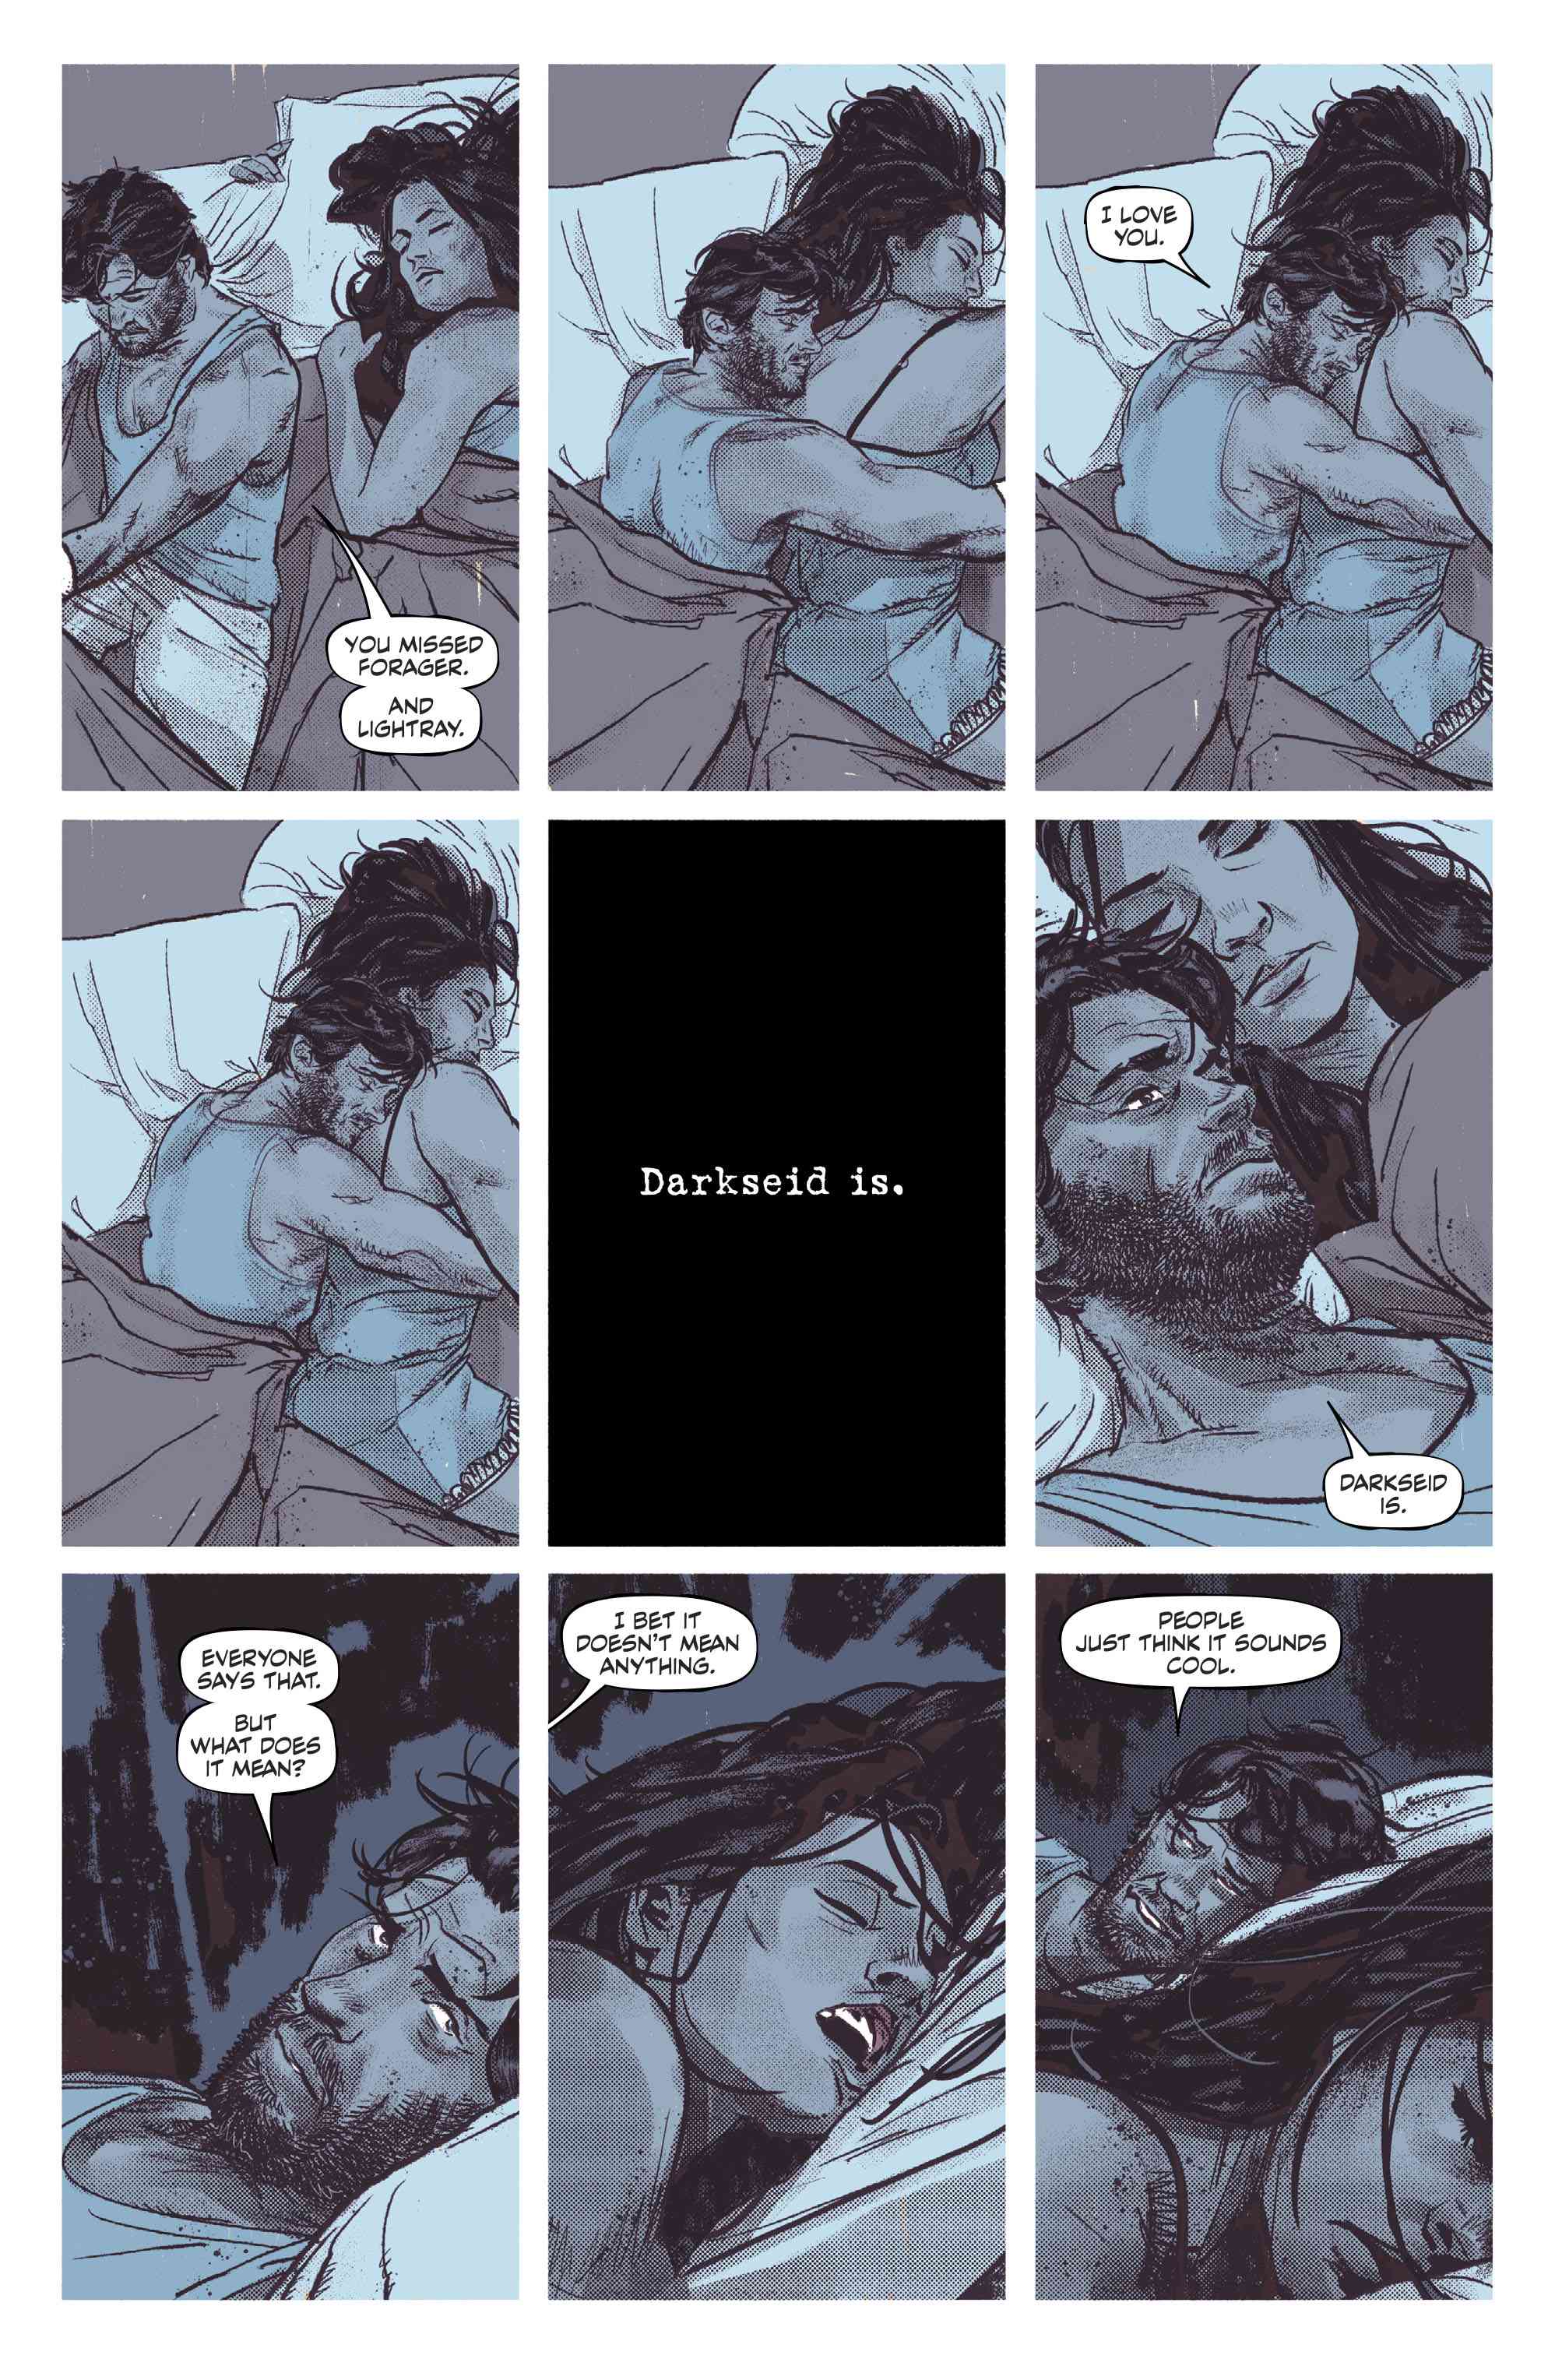 YOU MISSED
FORAGER.
AND
LIGHTRAY.
I LOVE
YOU.
Darkseid is.
DARKSEID
IS.
EVERYONE
SAYS THAT.
BUT
WHAT DOES
IT MEAN?
I BET IT
DOESN'T MEAN
ANYTHING.
PEOPLE
JUST THINK IT SOUNDS
COOL.